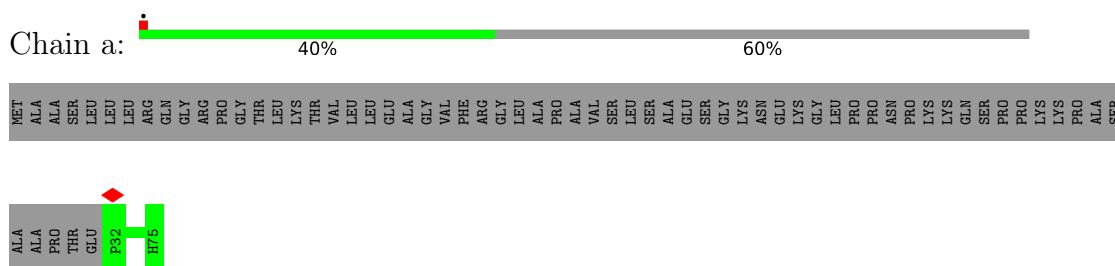 Chain a:
40% 60%
MET ALA ALA SER LEU LEU LEU ARG GLN GLY ARG PRO GLY THR LEU LYS THR VAL LEU LEU GLU ALA GLY VAL PHE ARG GLY LEU ALA PRO ALA VAL SER LEU SER ALA GLU SER GLY LYS ASN GLU LYS GLY LEU PRO PRO ASN PRO LYS LYS GLN SER PRO PRO LYS LYS PRO ALA SER
ALA ALA PRO THR GLU P32 H75